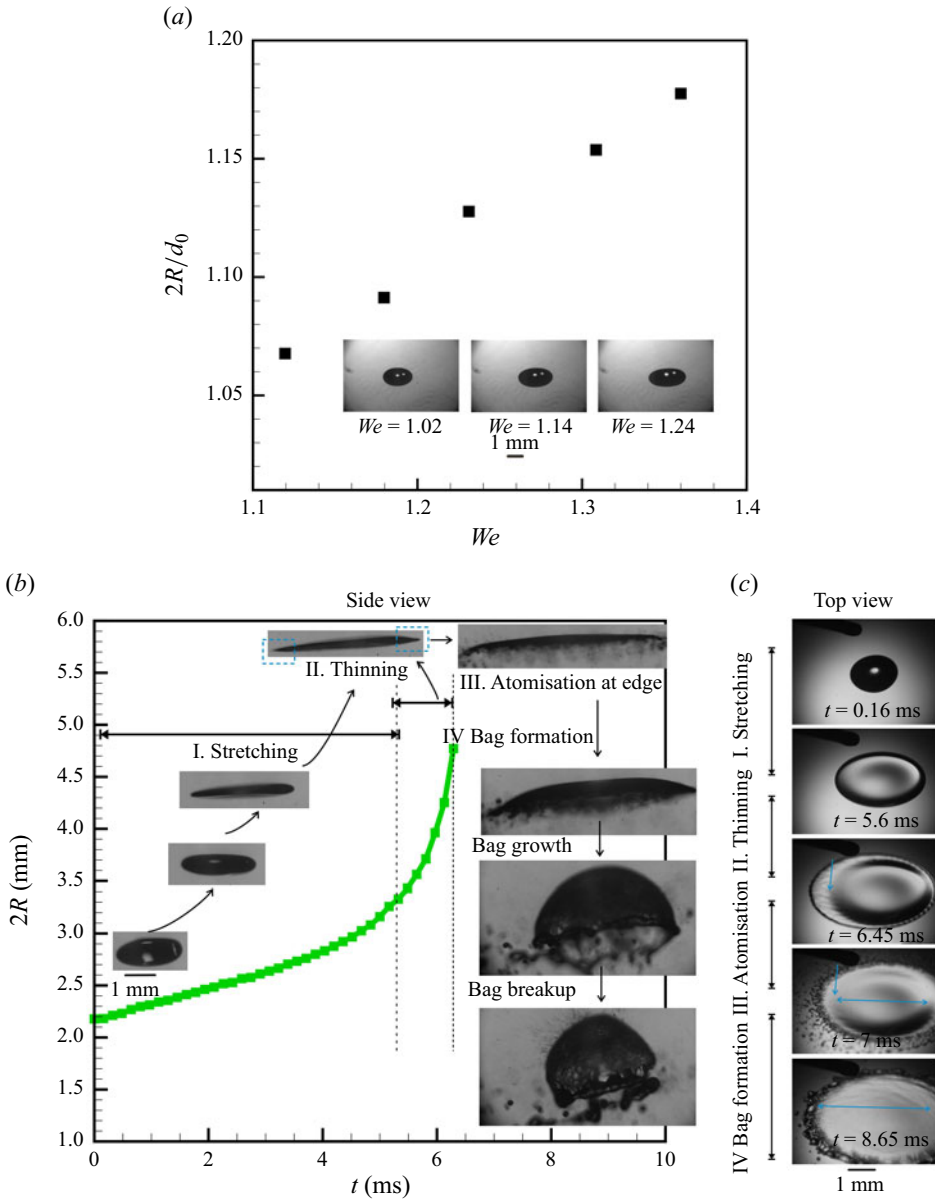 (a)
1.20
1.15
1.10
1.05
2R/d0
We = 1.02
We = 1.14
We = 1.24
1 mm
1.1
1.2
1.3
1.4
We
(b)
Side view
6.0
5.5
5.0
4.5
4.0
3.5
3.0
2.5
2.0
1.5
1.0
2R (mm)
II. Thinning
III. Atomisation at edge
I. Stretching
IV Bag formation
Bag growth
Bag breakup
1 mm
0
2
4
6
8
10
t (ms)
(c)
Top view
I. Stretching
II. Thinning
III. Atomisation
IV Bag formation
t = 0.16 ms
t = 5.6 ms
t = 6.45 ms
t = 7 ms
t = 8.65 ms
1 mm